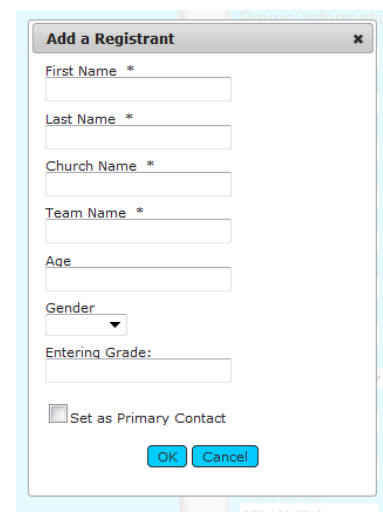 Add a Registrant
First Name *
Last Name *
Church Name *
Team Name *
Age
Gender
Entering Grade:
Set as Primary Contact
OK Cancel